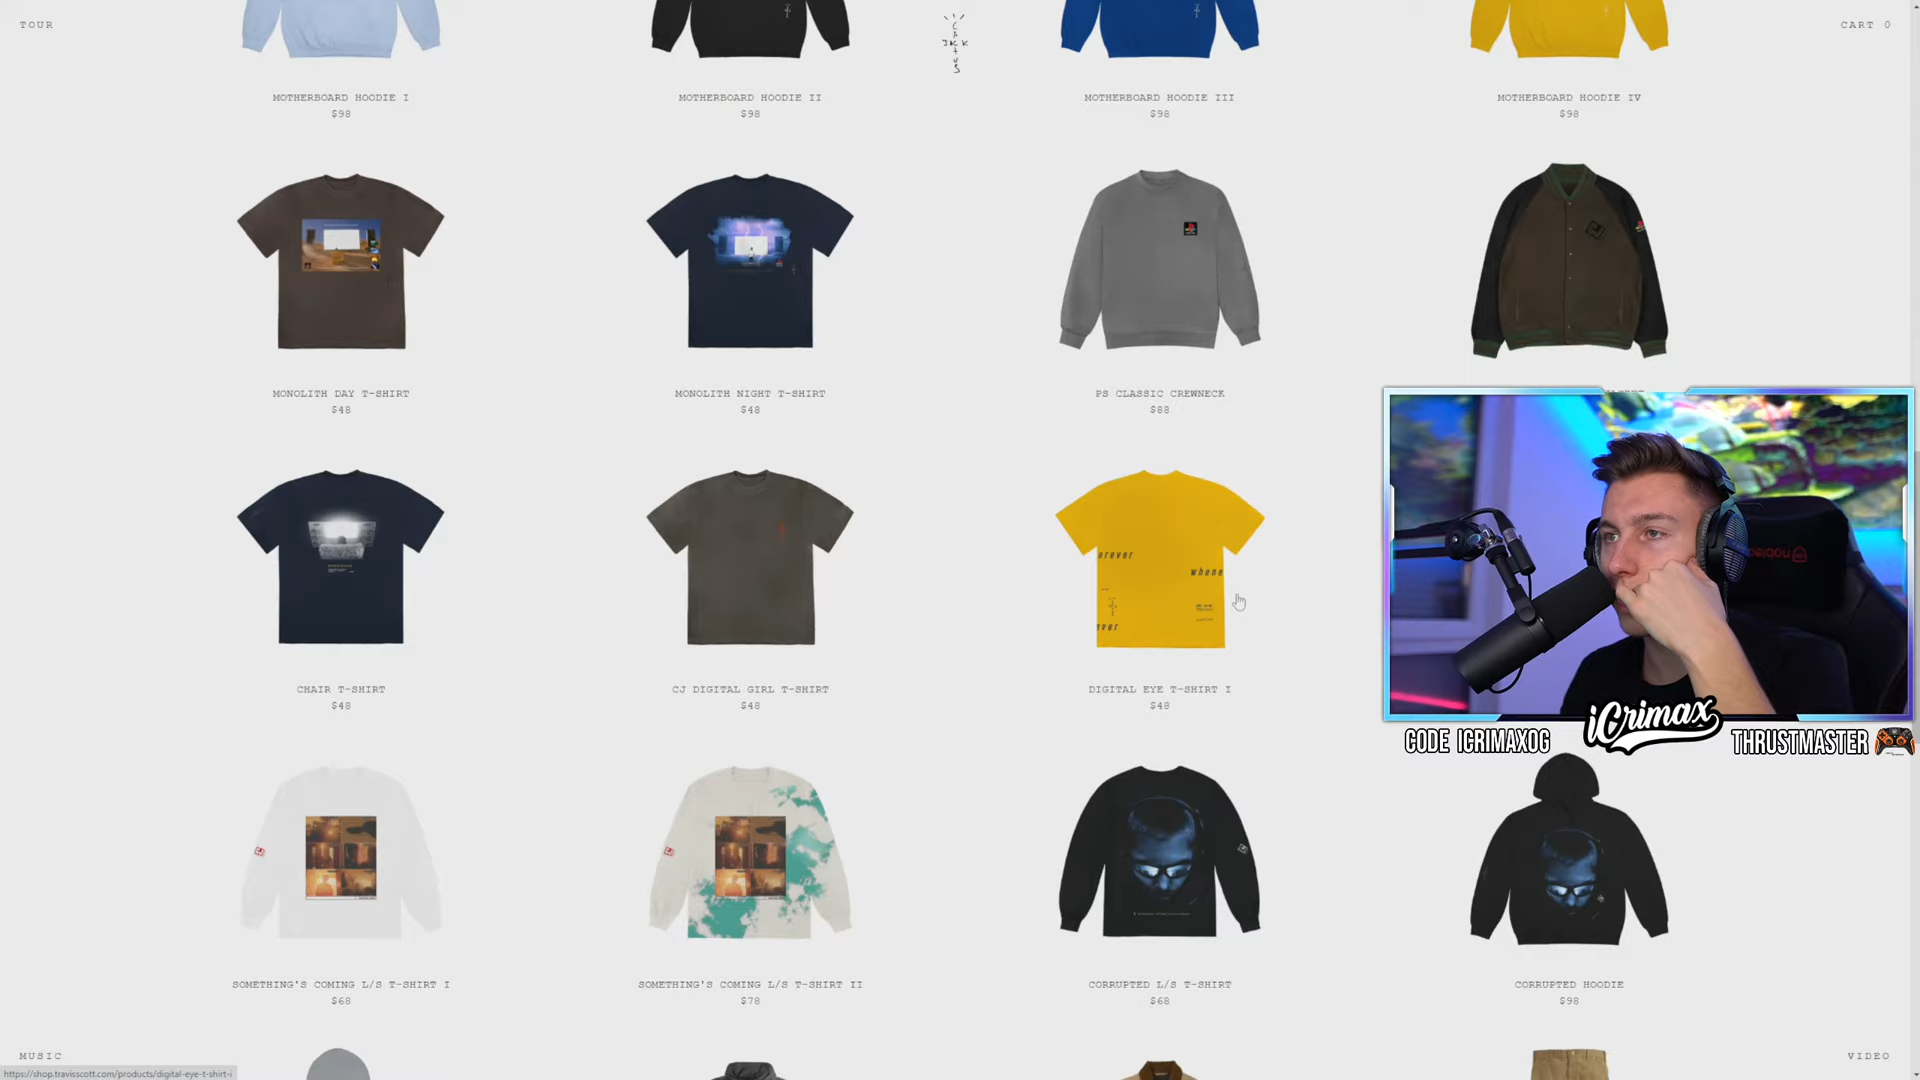 TOUR
CART 0
MOTHERBOARD HOODIE I
$98
MOTHERBOARD HOODIE II
$98
MOTHERBOARD HOODIE III
$98
MOTHERBOARD HOODIE IV
$98
MONOLITH DAY T-SHIRT
$48
MONOLITH NIGHT T-SHIRT
$48
PS CLASSIC CREWNECK
$88
orever
whene
ever
CHAIR T-SHIRT
$48
CJ DIGITAL GIRL T-SHIRT
$48
DIGITAL EYE T-SHIRT I
$48
iCrimax
CODE ICRIMAXOG
THRUSTMASTER
SOMETHING'S COMING L/S T-SHIRT I
$68
SOMETHING'S COMING L/S T-SHIRT II
$78
CORRUPTED L/S T-SHIRT
$68
CORRUPTED HOODIE
$98
MUSIC
VIDEO
https://shop.travisscott.com/products/digital-eye-t-shirt-i